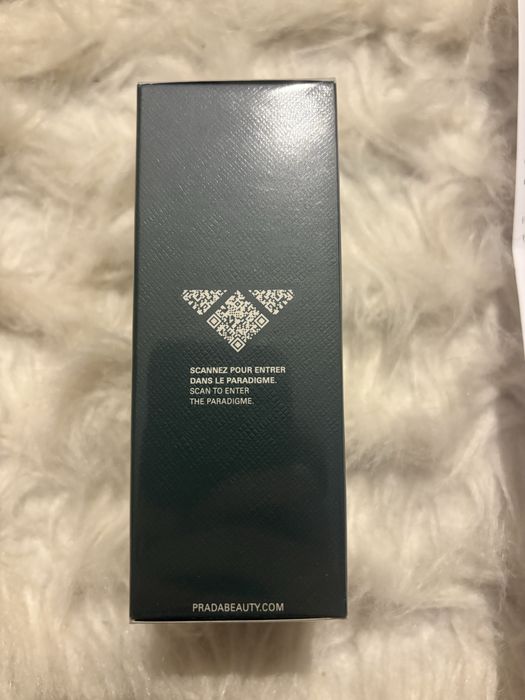 SCANNEZ POUR ENTRER
DANS LE PARADIGME.
SCAN TO ENTER
THE PARADIGME.
PRADABEAUTY.COM